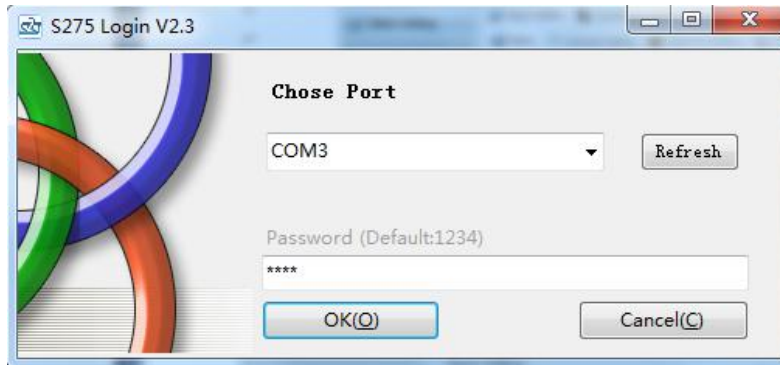 S275 Login V2.3
Chose Port
COM3
Refresh
Password (Default:1234)
****
OK(O)
Cancel(C)